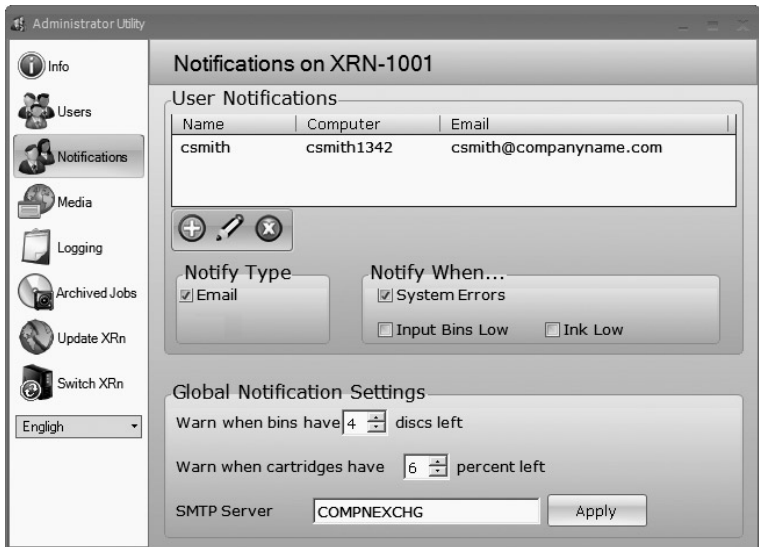 Administrator Utility
Info
Users
Notifications
Media
Logging
Archived Jobs
Update XRn
Switch XRn
Engligh
Notifications on XRN-1001
User Notifications
Name Computer Email
csmith csmith1342 csmith@companyname.com
Notify Type
Email
Notify When...
System Errors
Input Bins Low Ink Low
Global Notification Settings
Warn when bins have 4 discs left
Warn when cartridges have 6 percent left
SMTP Server COMPNEXCHG Apply